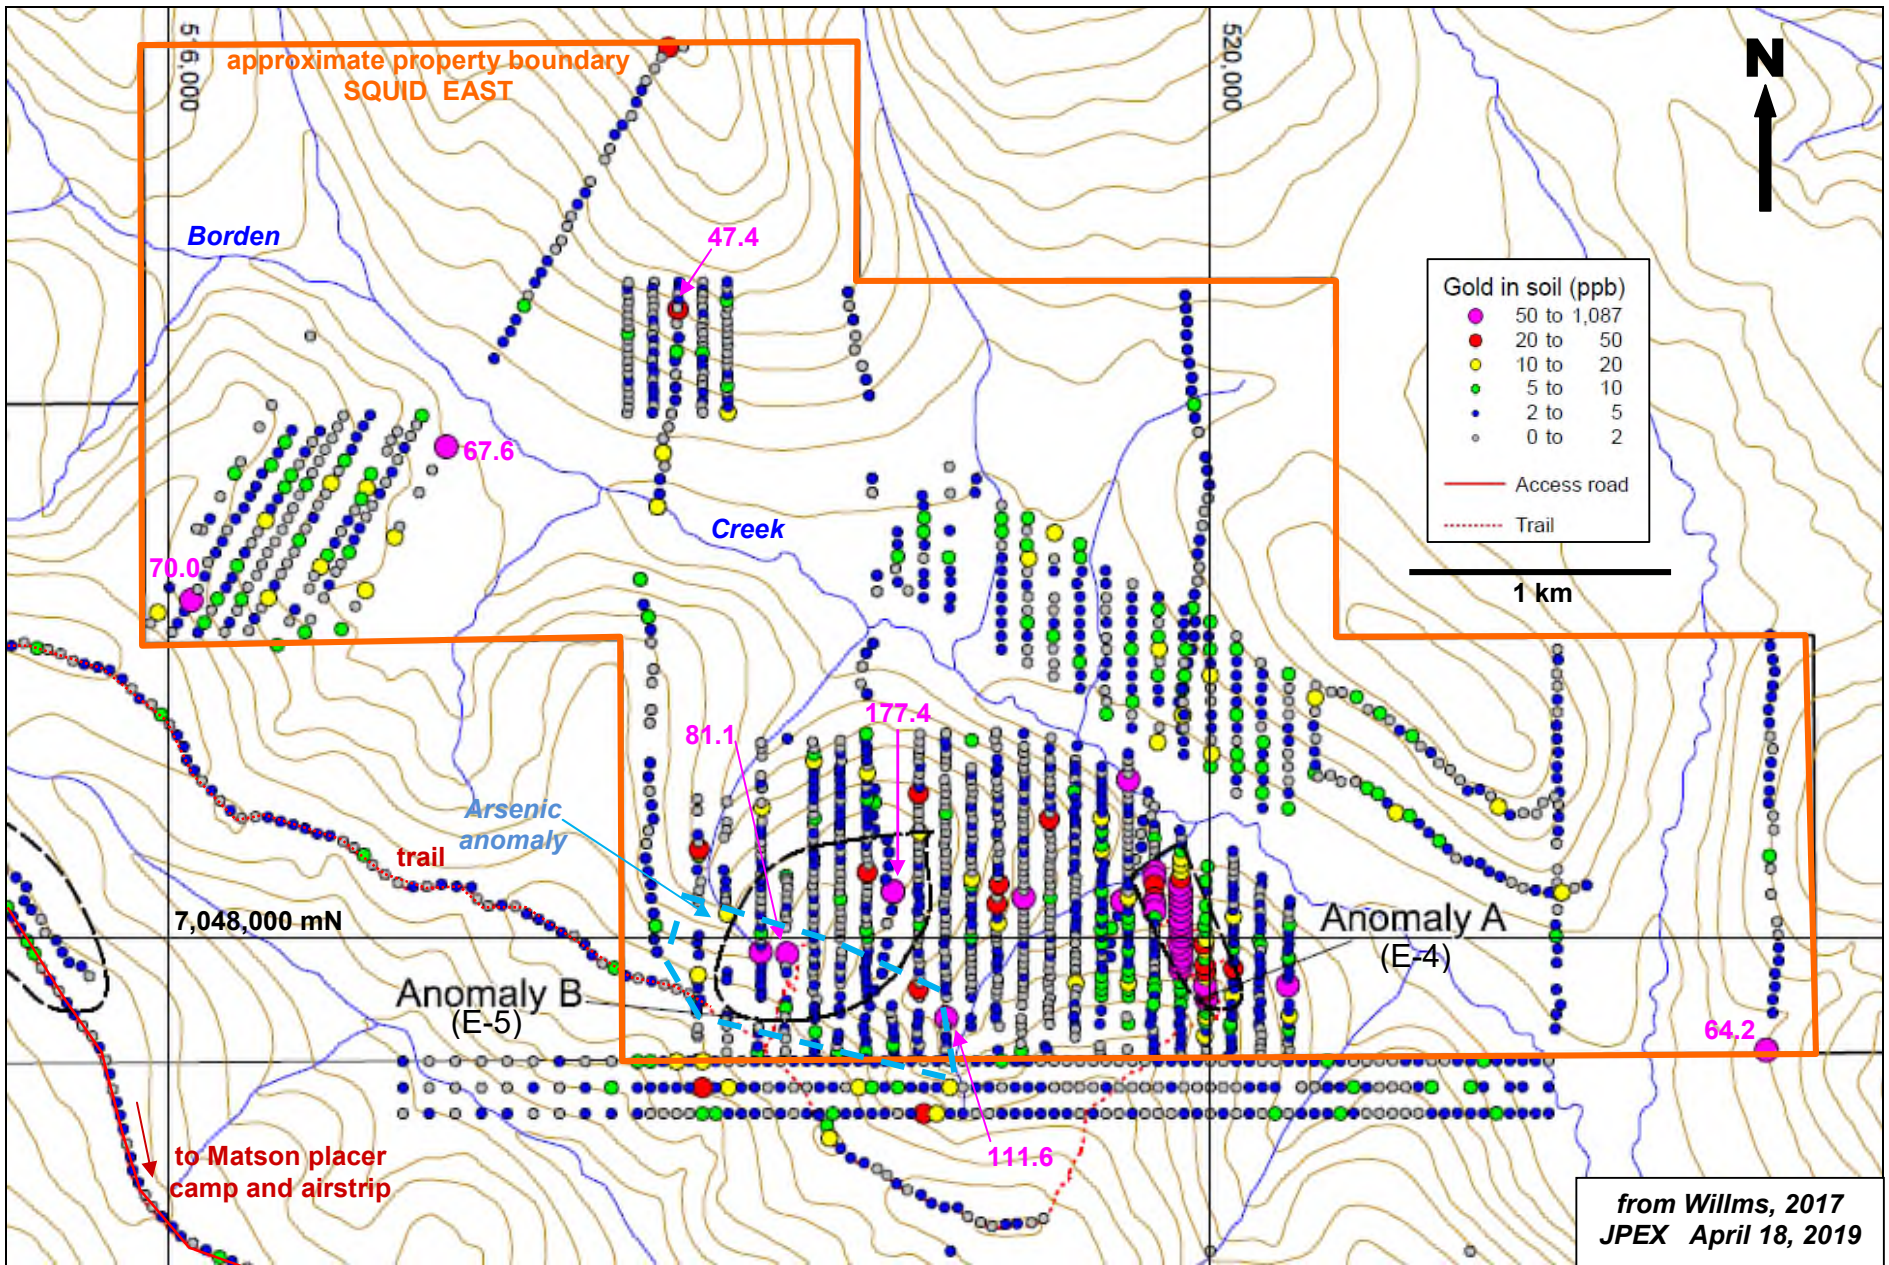 516,000
approximate property boundary
SQUID EAST
520,000
N
Borden
47.4
Gold in soil (ppb)
50 to 1,087
20 to 50
10 to 20
5 to 10
2 to 5
0 to 2
Access road
Trail
67.6
Creek
70.0
1 km
177.4
81.1
Arsenic
anomaly
trail
7,048,000 mN
Anomaly A
(E-4)
Anomaly B
(E-5)
64.2
111.6
to Matson placer
camp and airstrip
from Willms, 2017
JPEX April 18, 2019